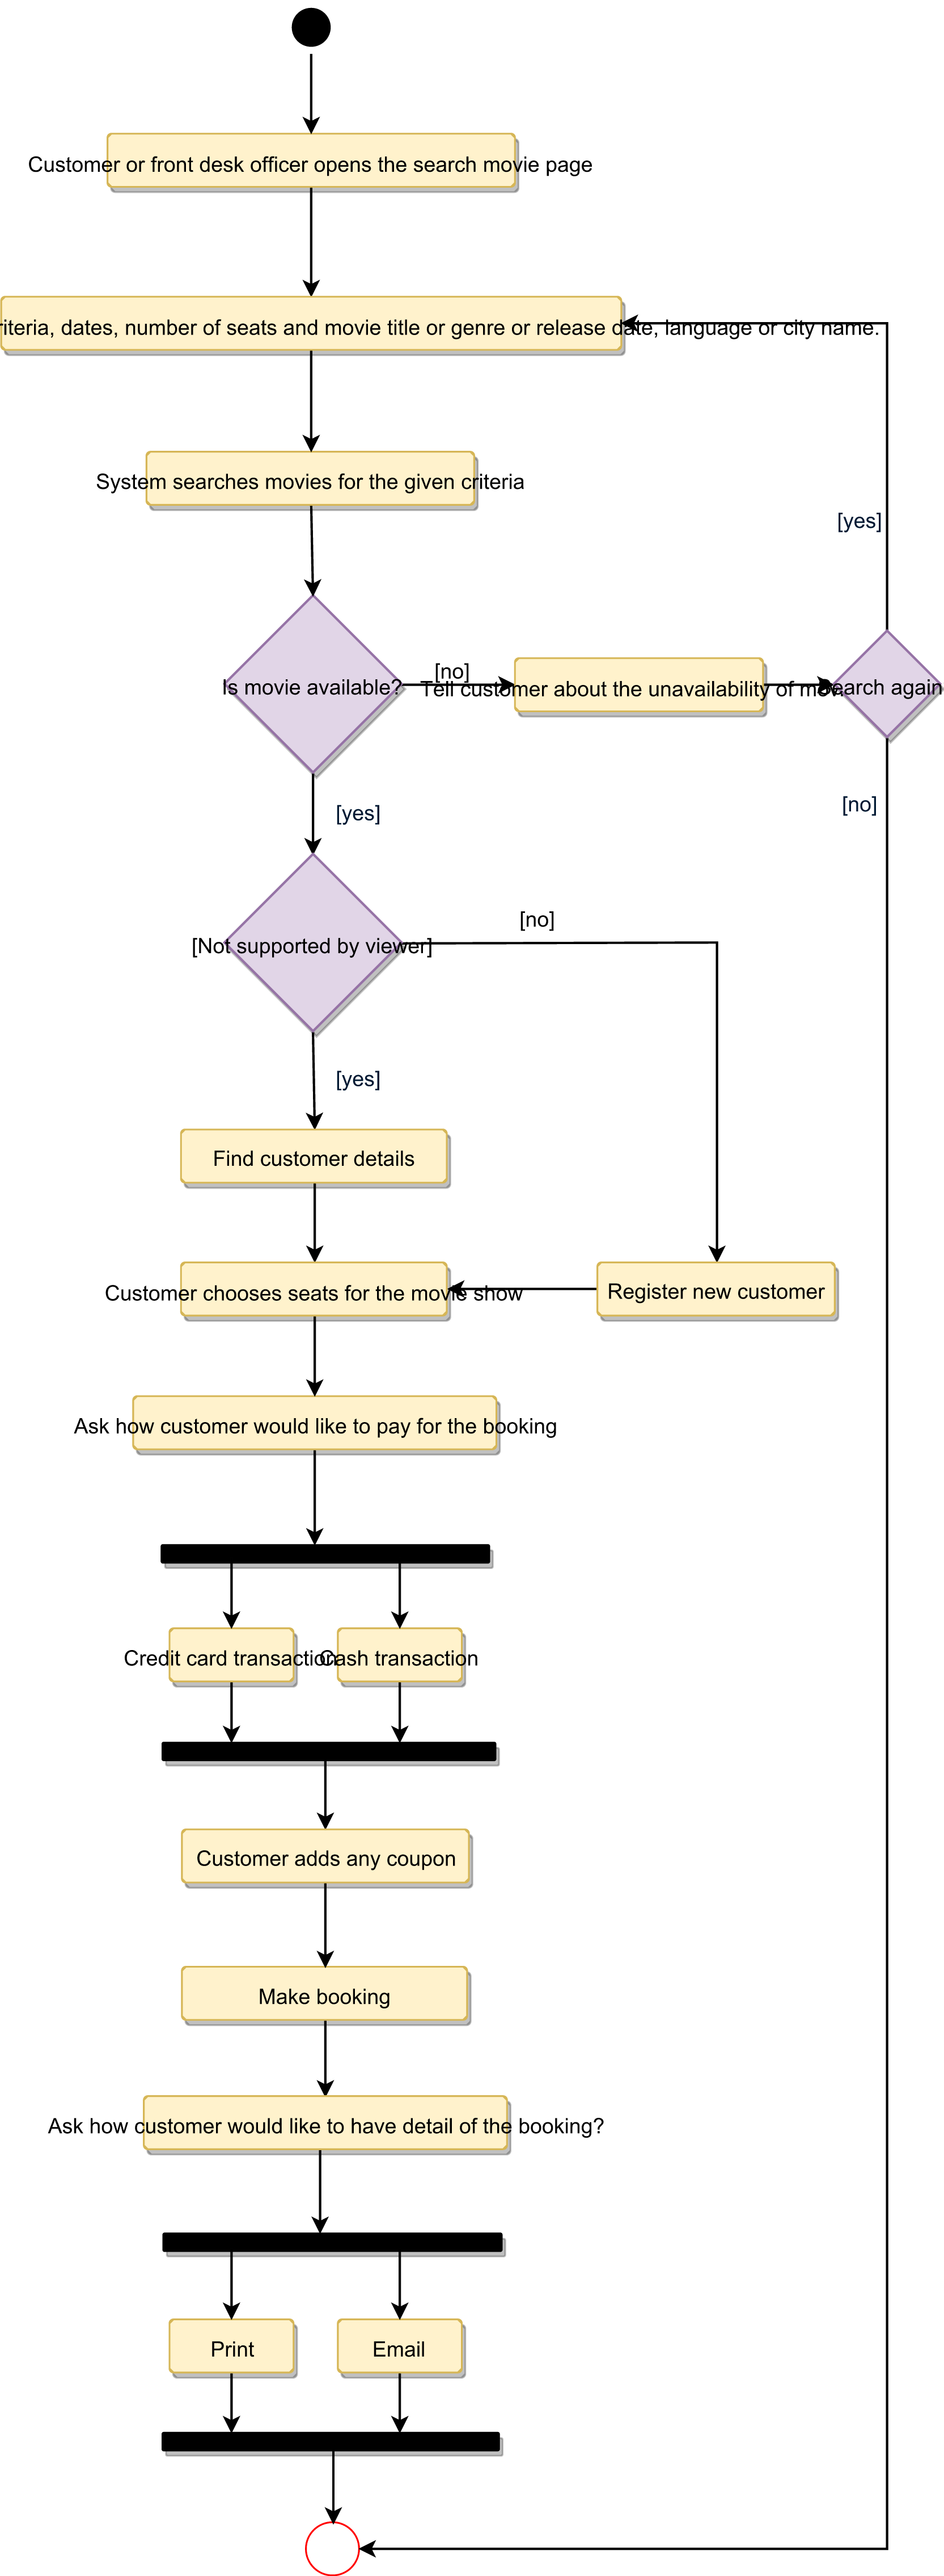 Customer or front desk officer opens the search movie page
criteria, dates, number of seats and movie title or genre or release date, language or city name.
System searches movies for the given criteria
[yes]
Is movie available?
[no]
Tell customer about the unavailability of
search again
[yes]
[no]
[Not supported by viewer]
[no]
[yes]
Find customer details
Customer chooses seats for the movie show
Register new customer
Ask how customer would like to pay for the booking
Credit card transaction
Cash transaction
Customer adds any coupon
Make booking
Ask how customer would like to have detail of the booking?
Print
Email